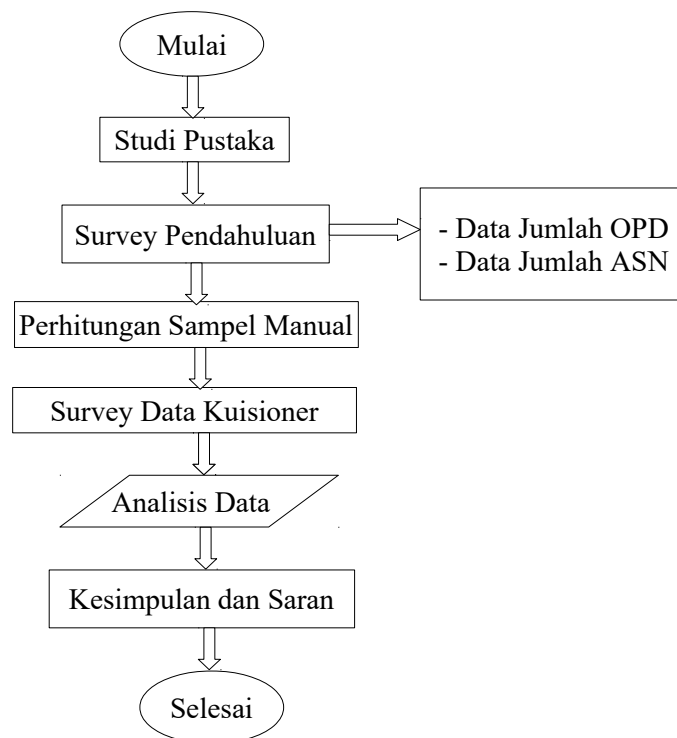 Mulai
Studi Pustaka
Survey Pendahuluan
- Data Jumlah OPD
- Data Jumlah ASN
Perhitungan Sampel Manual
Survey Data Kuisioner
Analisis Data
Kesimpulan dan Saran
Selesai